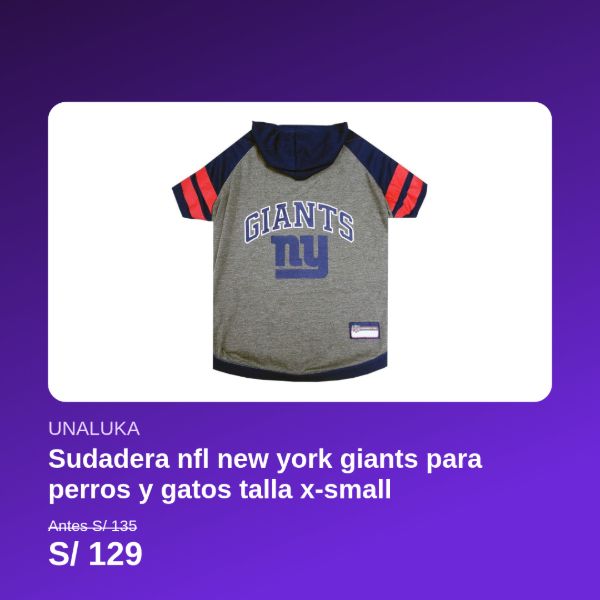 GIANTS
ny
UNALUKA
Sudadera nfl new york giants para
perros y gatos talla x-small
Antes S/ 135
S/ 129